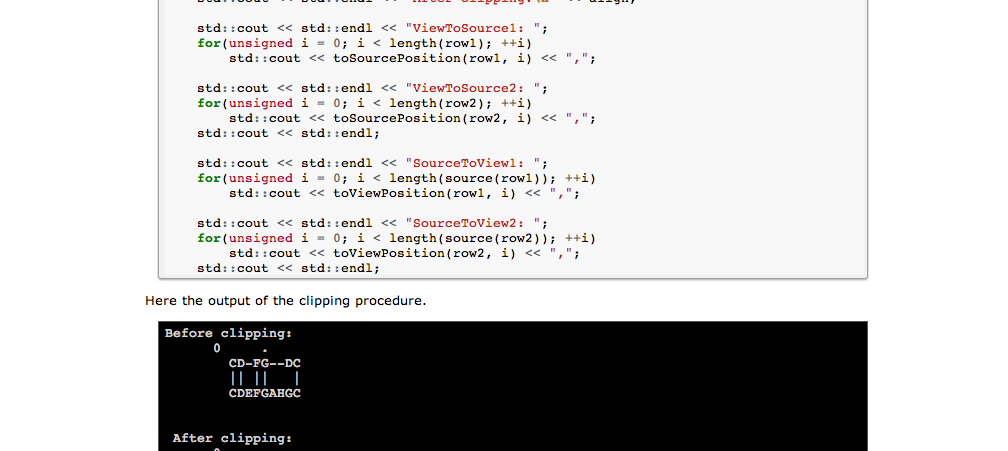 std::cout << std::endl << "ViewToSource1: ";
for(unsigned i = 0; i < length(row1); ++i)
    std::cout << toSourcePosition(row1, i) << ",";

std::cout << std::endl << "ViewToSource2: ";
for(unsigned i = 0; i < length(row2); ++i)
    std::cout << toSourcePosition(row2, i) << ",";
std::cout << std::endl;

std::cout << std::endl << "SourceToView1: ";
for(unsigned i = 0; i < length(source(row1)); ++i)
    std::cout << toViewPosition(row1, i) << ",";

std::cout << std::endl << "SourceToView2: ";
for(unsigned i = 0; i < length(source(row2)); ++i)
    std::cout << toViewPosition(row2, i) << ",";
std::cout << std::endl;
Here the output of the clipping procedure.
Before clipping:
      0     .
        CD-FG--DC
        || ||   |
        CDEFGAHGC

 After clipping: